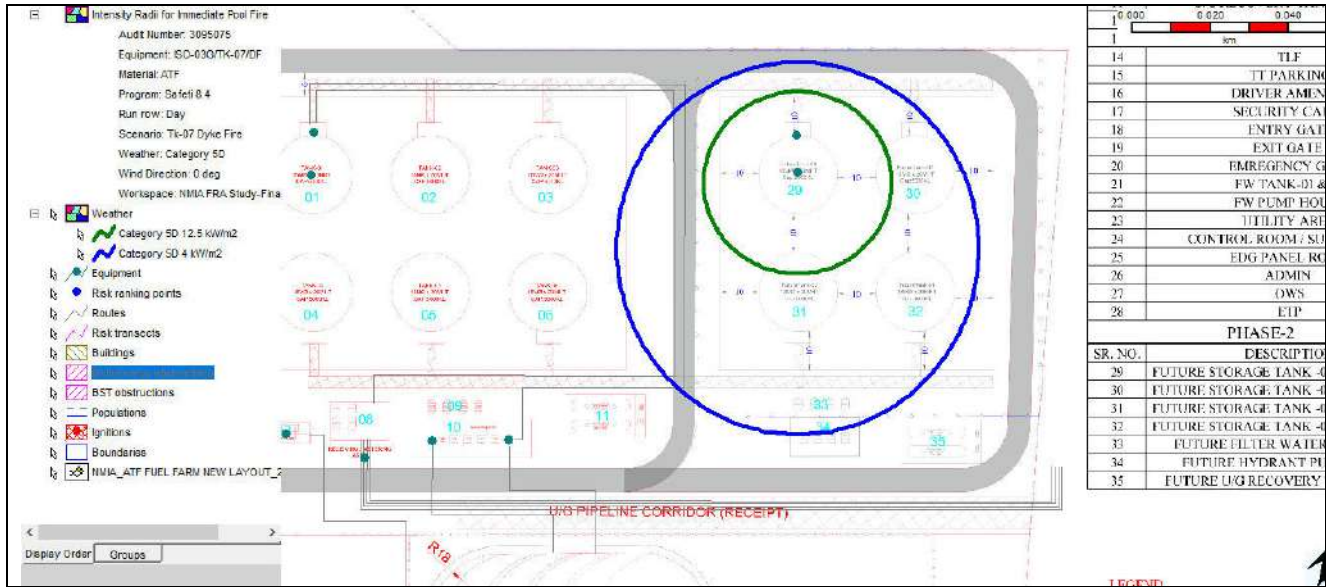 Intensity Radii for Immediate Pool Fire
Audit Number: 3095075
Equipment: ISD-03G/TK-07/DF
Material: ATF
Program: Safeti 8.4
Run row: Day
Scenario: Tk-07 Dyke Fire
Weather: Category 5D
Wind Direction: 0 deg
Workspace: NMIA FRA Study-Fina
Weather
Category 5D 12.5 kW/m2
Category 5D 4 kW/m2
Equipment
Risk ranking points
Routes
Risk transects
Buildings
BST obstructions
Populations
Ignitions
Boundaries
NMIA_ATF FUEL FARM NEW LAYOUT_2
Display Order
Groups
01
02
03
29
30
04
05
06
31
32
08
09
10
11
33
34
35
10
10
10
10
U/G PIPELINE CORRIDOR (RECEIPT)
R18
0.000 0.020 0.040
km
14 TLF
15 TT PARKING
16 DRIVER AMEN
17 SECURITY CA
18 ENTRY GAT
19 EXIT GATE
20 EMREGENCY G
21 FW TANK-01 &
22 FW PUMP HOU
23 UTILITY ARE
24 CONTROL ROOM / SU
25 EDG PANEL RO
26 ADMIN
27 OWS
28 ETP
PHASE-2
SR. NO. DESCRIPTIO
29 FUTURE STORAGE TANK -0
30 FUTURE STORAGE TANK -0
31 FUTURE STORAGE TANK -0
32 FUTURE STORAGE TANK -0
33 FUTURE FILTER WATER
34 FUTURE HYDRANT PU
35 FUTURE U/G RECOVERY
LEGEND